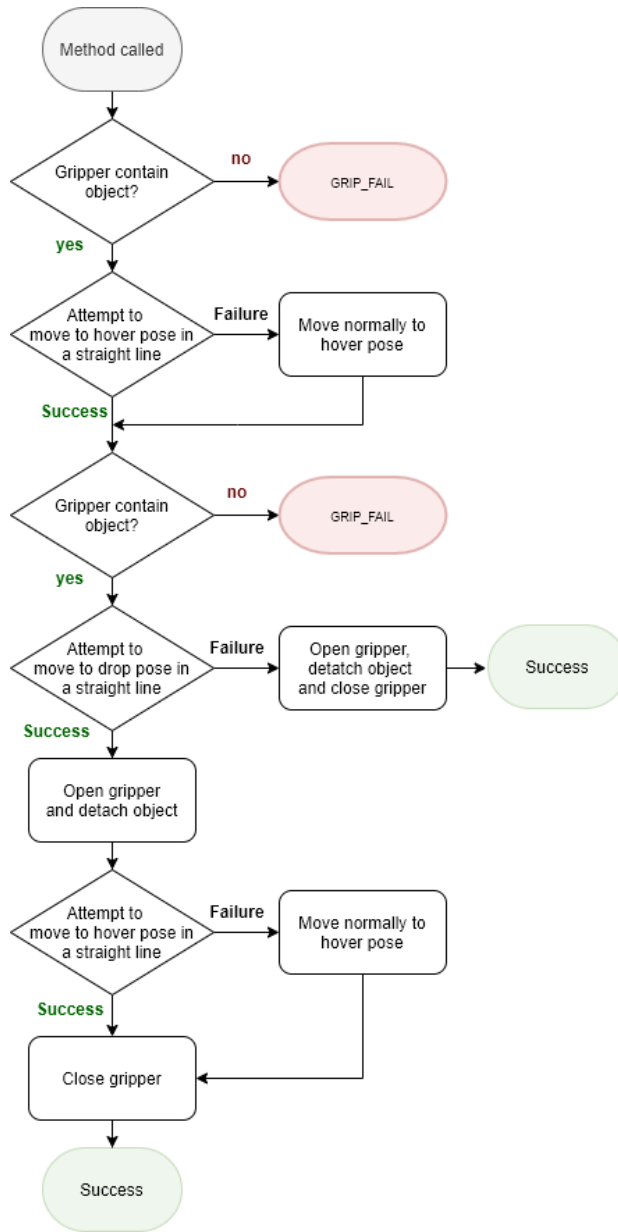 Method called
Gripper contain
object?
no
GRIP_FAIL
yes
Attempt to
move to hover pose in
a straight line
Failure
Move normally to
hover pose
Success
Gripper contain
object?
no
GRIP_FAIL
yes
Attempt to
move to drop pose in
a straight line
Failure
Open gripper,
detatch object
and close gripper
Success
Success
Open gripper
and detach object
Attempt to
move to hover pose in
a straight line
Failure
Move normally to
hover pose
Success
Close gripper
Success